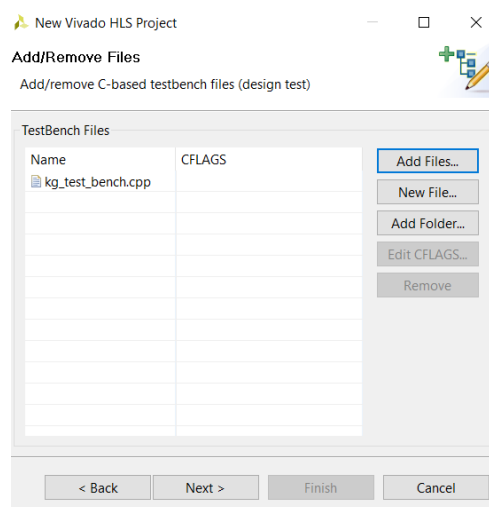 New Vivado HLS Project
Add/Remove Files
Add/remove C-based testbench files (design test)
TestBench Files
Name CFLAGS
kg_test_bench.cpp
Add Files...
New File...
Add Folder...
Edit CFLAGS...
Remove
< Back Next > Finish Cancel